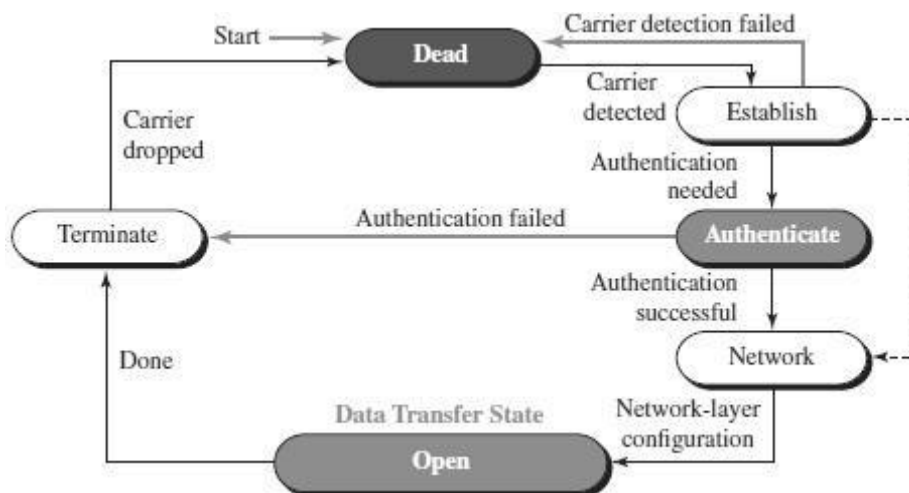 Start
Dead
Carrier detection failed
Carrier
detected
Establish
Carrier
dropped
Authentication
needed
Terminate
Authentication failed
Authenticate
Authentication
successful
Network
Done
Data Transfer State
Network-layer
configuration
Open